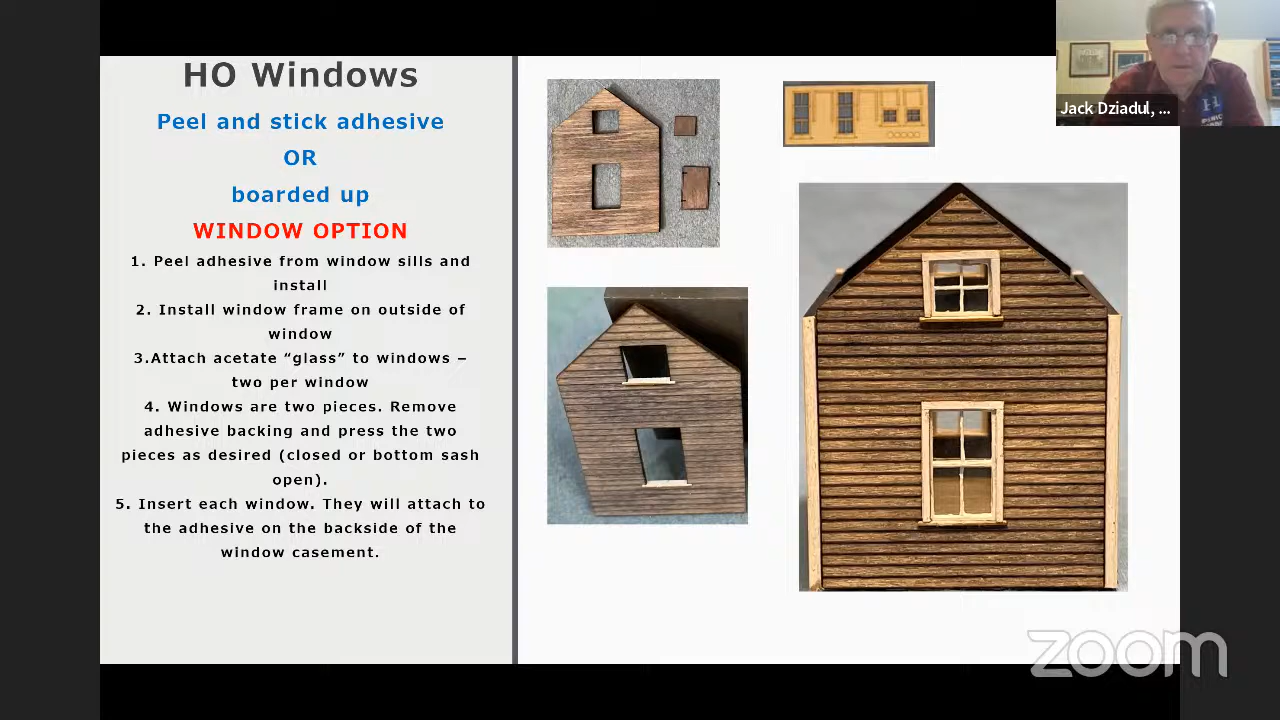 HO Windows
Peel and stick adhesive
OR
boarded up
WINDOW OPTION
1. Peel adhesive from window sills and
install
2. Install window frame on outside of
window
3.Attach acetate “glass” to windows –
two per window
4. Windows are two pieces. Remove
adhesive backing and press the two
pieces as desired (closed or bottom sash
open).
5. Insert each window. They will attach to
the adhesive on the backside of the
window casement.
Jack Dziadul, ...
zoom